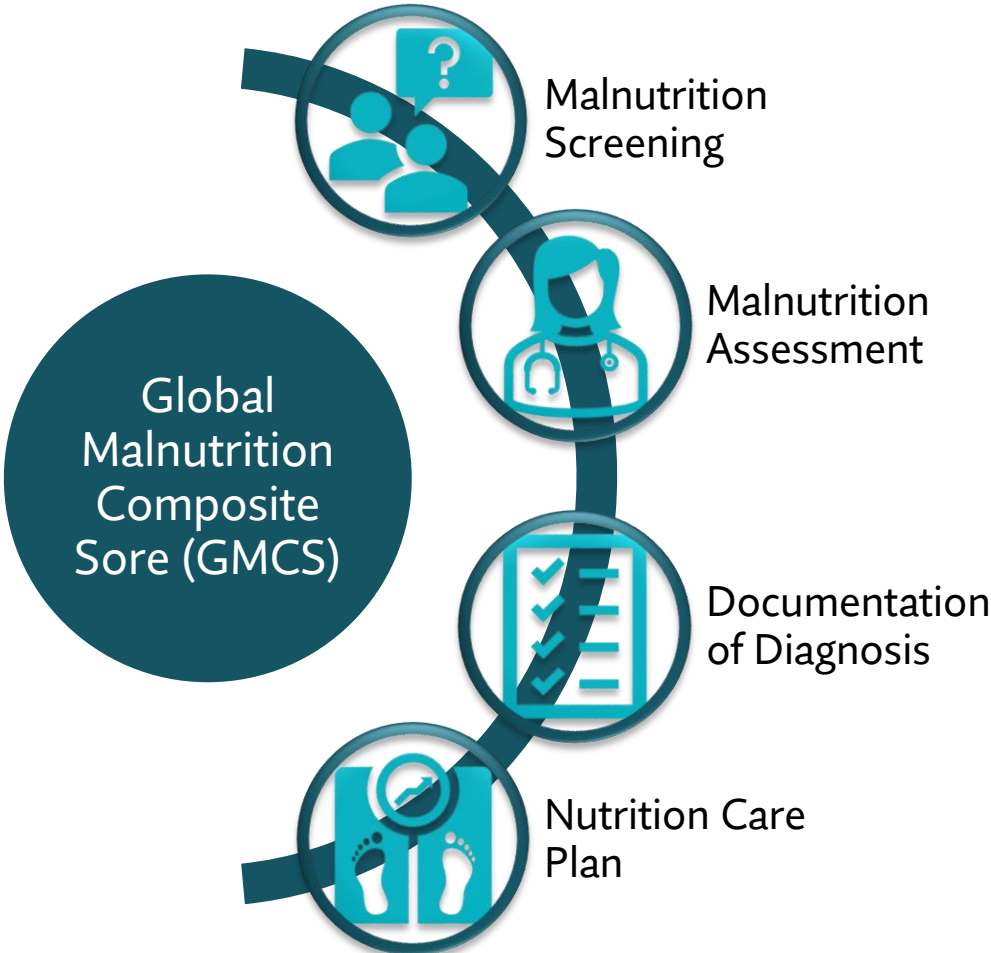 Malnutrition
Screening
Malnutrition
Assessment
Global
Malnutrition
Composite
Sore (GMCS)
Documentation
of Diagnosis
Nutrition Care
Plan
?